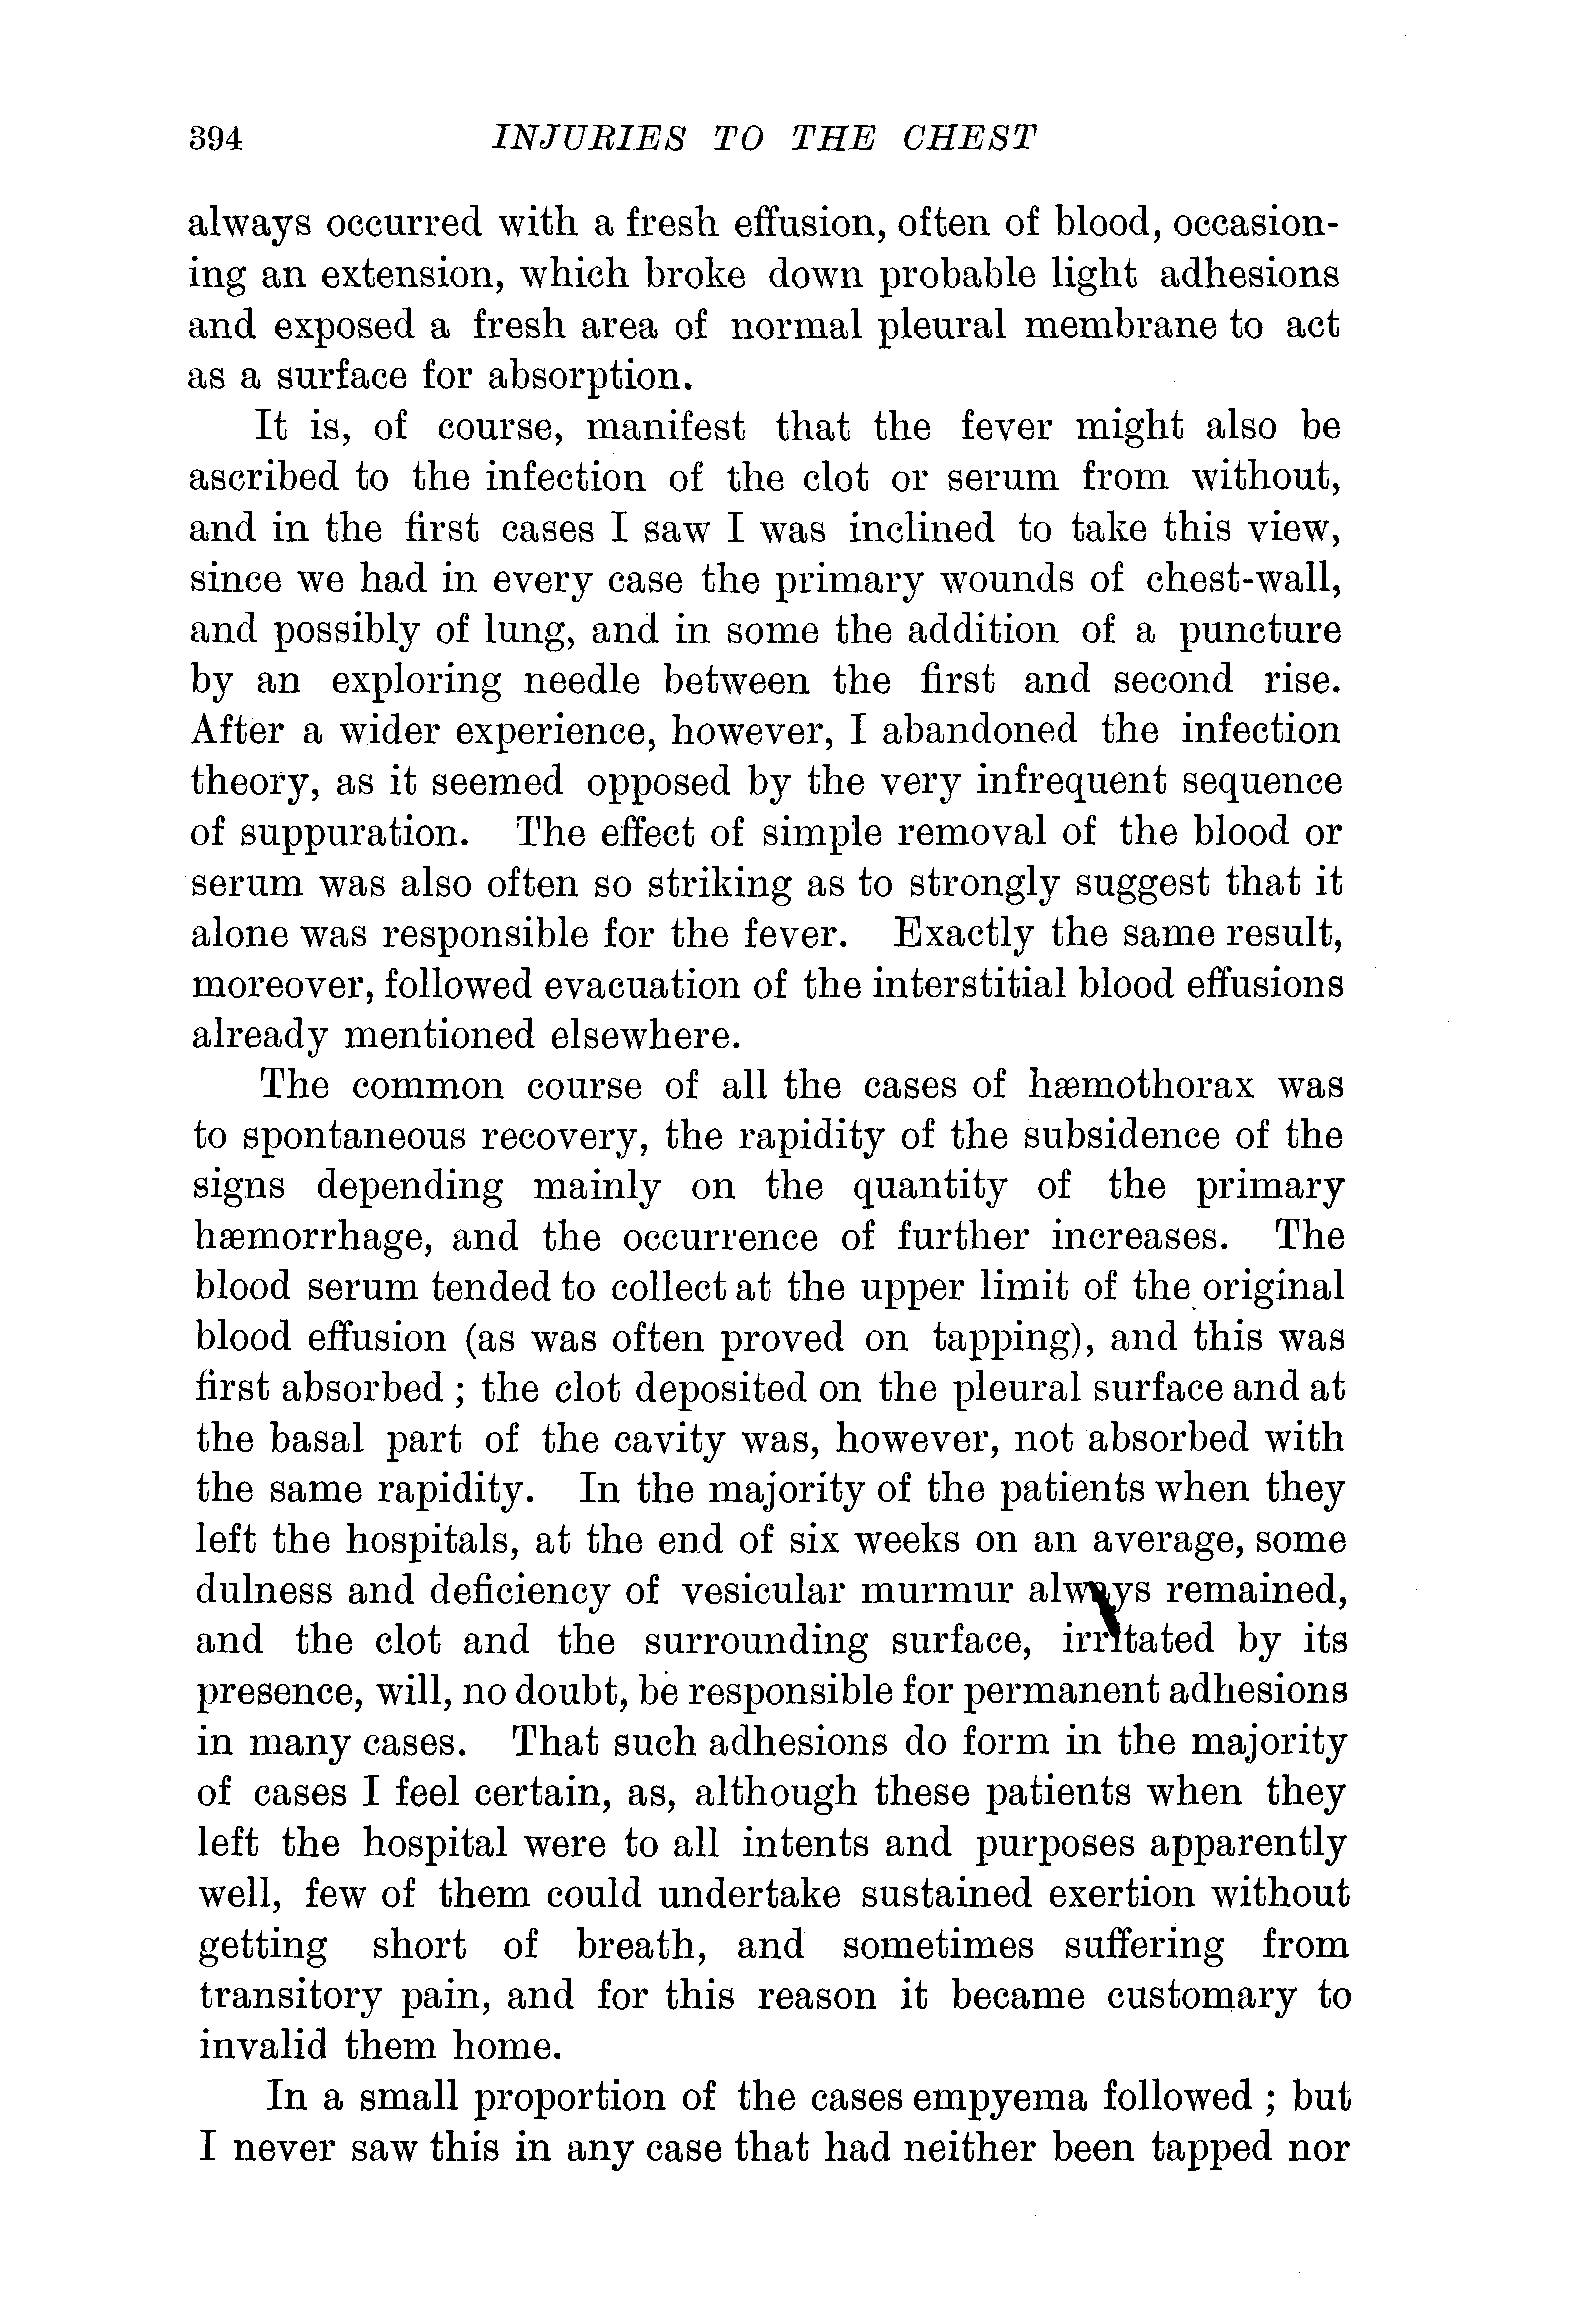 394 INJURIES TO THE CHEST
always occurred with a fresh effusion, often of blood, occasion-
ing an extension, which broke down probable light adhesions
and exposed a fresh area of normal pleural membrane to act
as a surface for absorption.
It is, of course, manifest that the fever might also be
ascribed to the infection of the clot or serum from without,
and in the first cases I saw I was inclined to take this view,
since we had in every case the primary wounds of chest-wall,
and possibly of lung, and in some the addition of a puncture
by an exploring needle between the first and second rise.
After a wider experience, however, I abandoned the infection
theory, as it seemed opposed by the very infrequent sequence
of suppuration. The effect of simple removal of the blood or
serum was also often so striking as to strongly suggest that it
alone was responsible for the fever. Exactly the same result,
moreover, followed evacuation of the interstitial blood effusions
already mentioned elsewhere.
The common course of all the cases of hæmothorax was
to spontaneous recovery, the rapidity of the subsidence of the
signs depending mainly on the quantity of the primary
hæmorrhage, and the occurrence of further increases. The
blood serum tended to collect at the upper limit of the original
blood effusion (as was often proved on tapping), and this was
first absorbed ; the clot deposited on the pleural surface and at
the basal part of the cavity was, however, not absorbed with
the same rapidity. In the majority of the patients when they
left the hospitals, at the end of six weeks on an average, some
dulness and deficiency of vesicular murmur always remained,
and the clot and the surrounding surface, irritated by its
presence, will, no doubt, be responsible for permanent adhesions
in many cases. That such adhesions do form in the majority
of cases I feel certain, as, although these patients when they
left the hospital were to all intents and purposes apparently
well, few of them could undertake sustained exertion without
getting short of breath, and sometimes suffering from
transitory pain, and for this reason it became customary to
invalid them home.
In a small proportion of the cases empyema followed ; but
I never saw this in any case that had neither been tapped nor